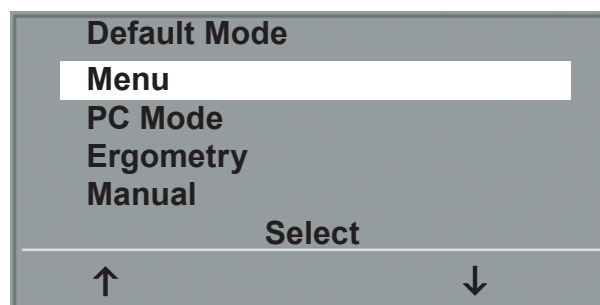 Default Mode
Menu
PC Mode
Ergometry
Manual
Select
↑ ↓